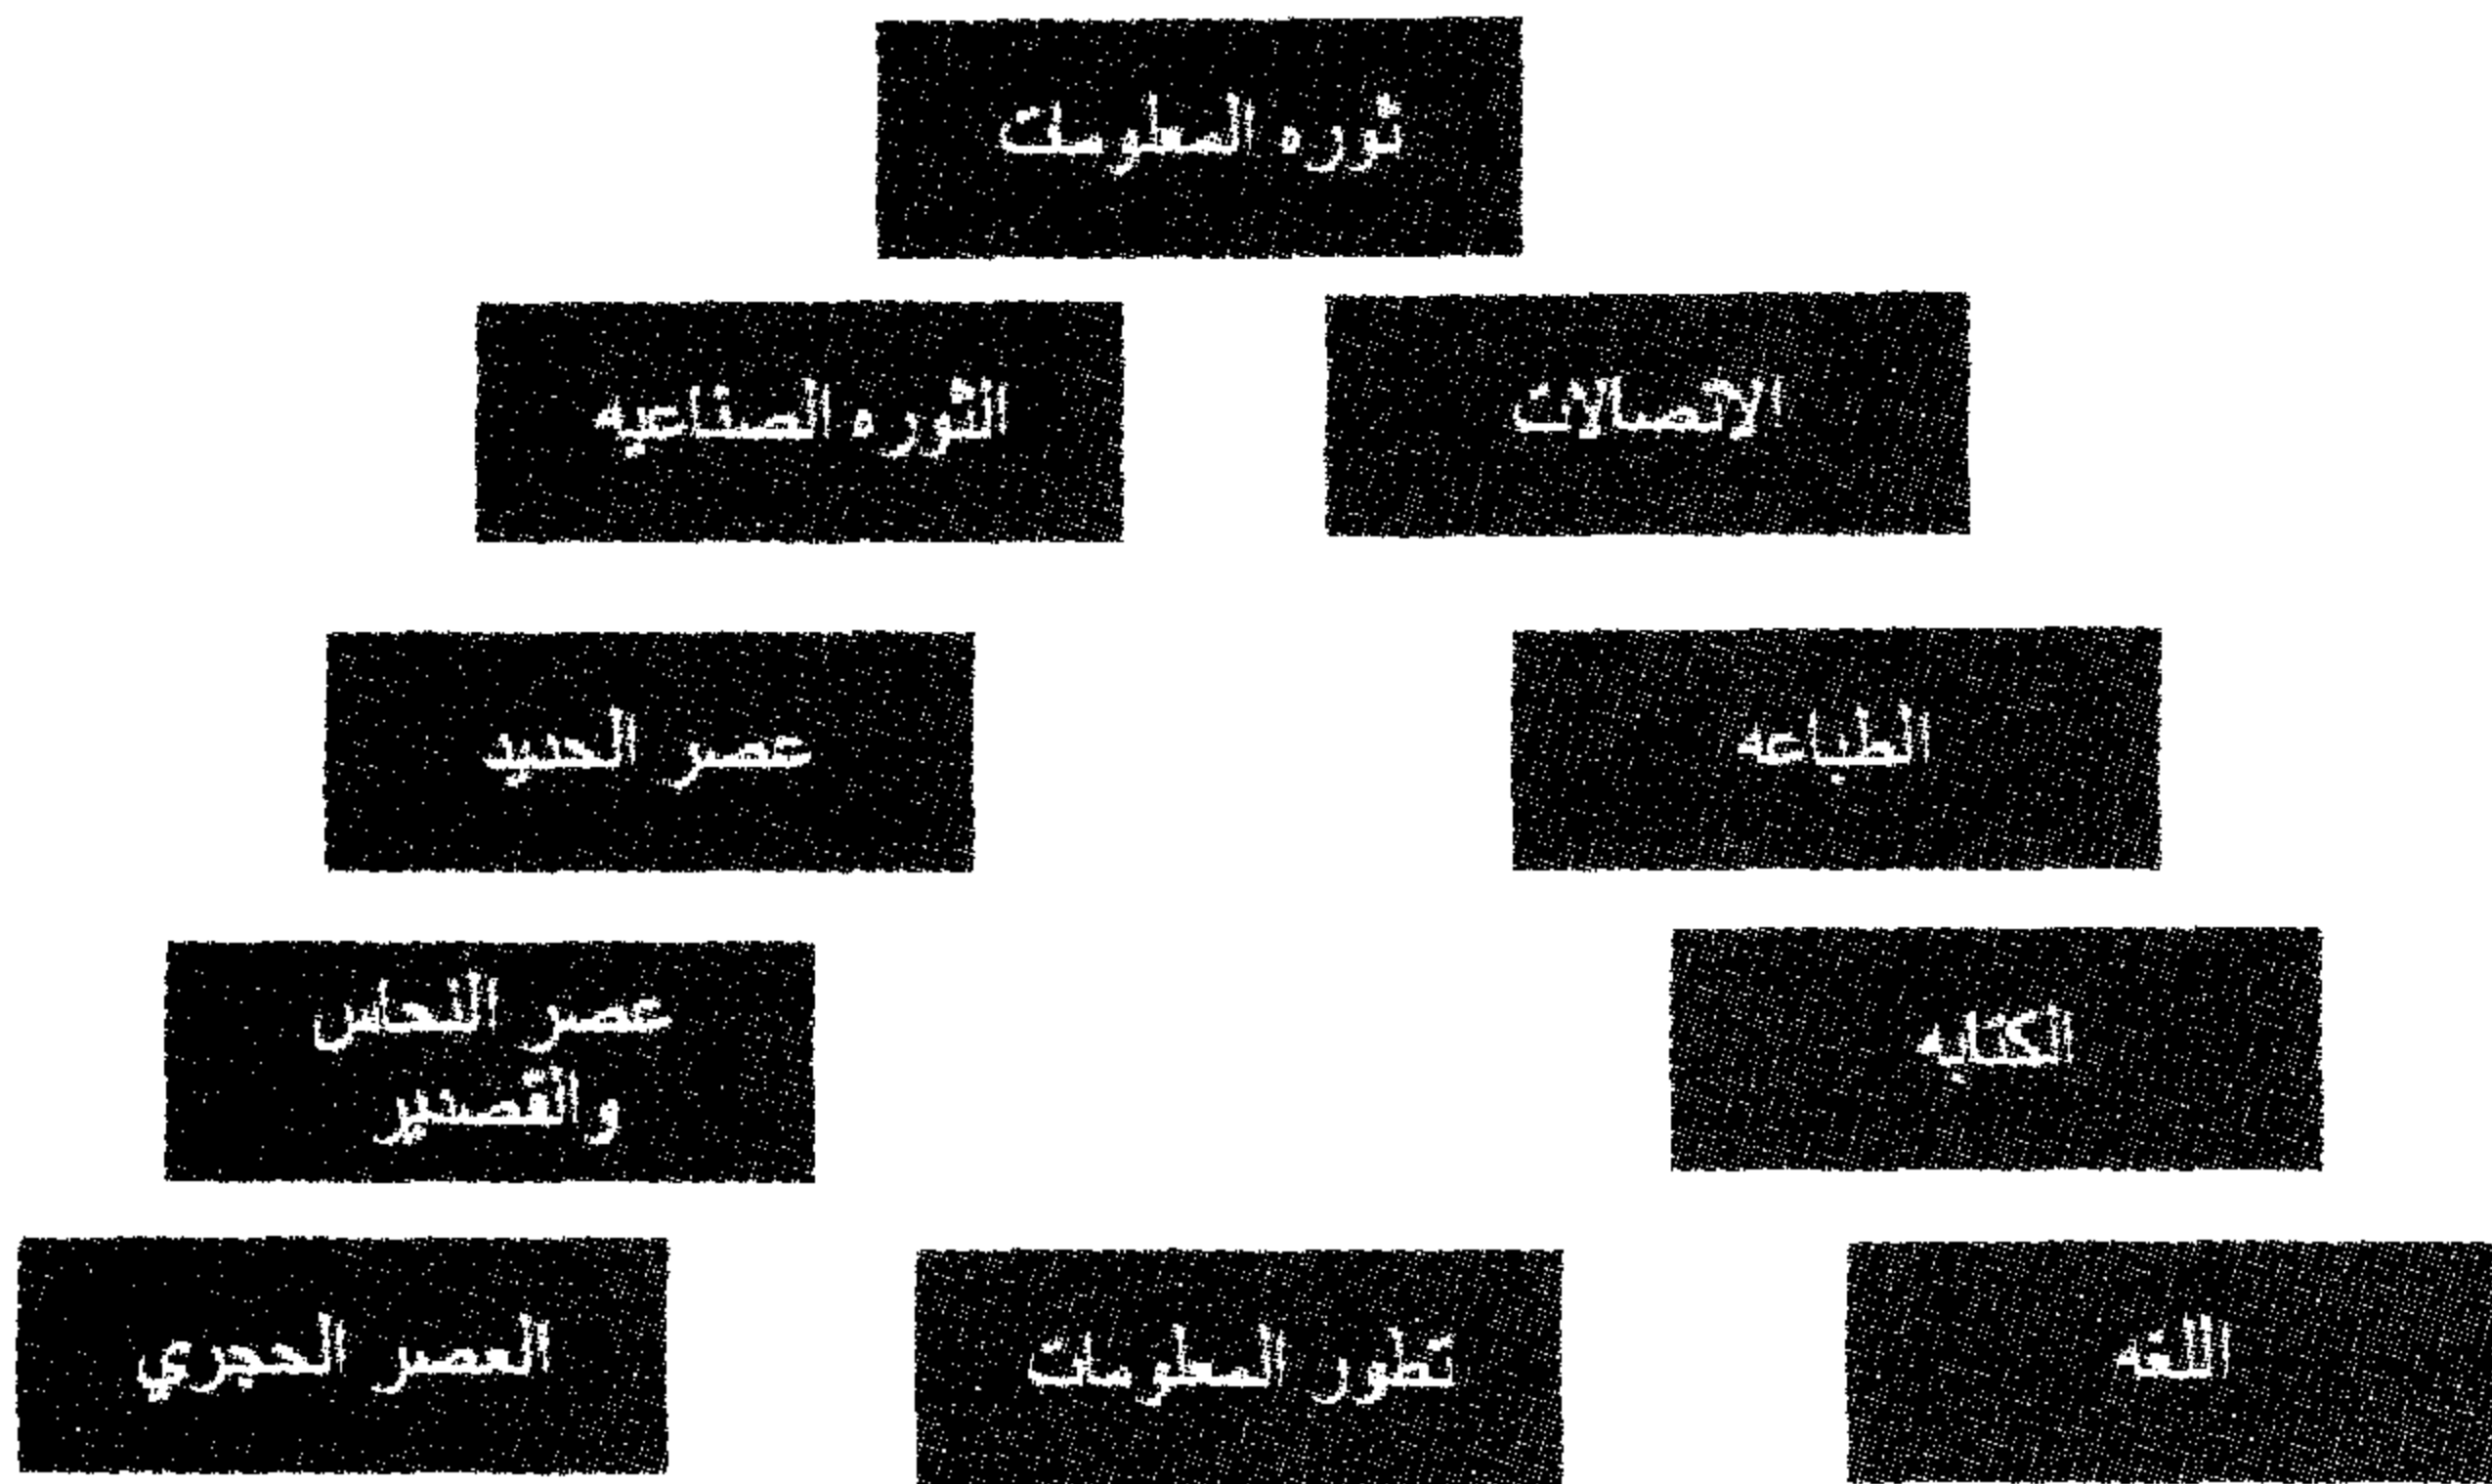 ثوره المعلومات
الاتصالات
الثوره الصناعيه
الطباعه
عصر الحديد
الكتابه
عصر النحاس
والقصدير
اللغه
تطور المعلومات
العصر الحجري